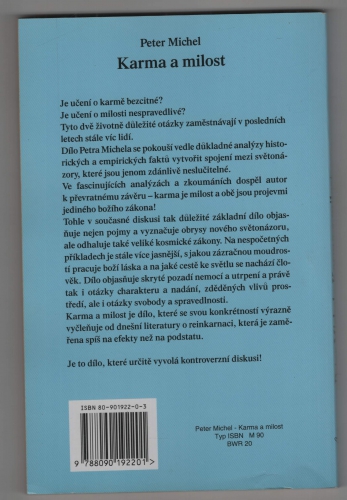 Peter Michel
Karma a milost
Je učení o karmě bezcitné?
Je učení o milosti nespravedlivé?
Tyto dvě životně důležité otázky zaměstnávají v posledních
letech stále víc lidí.
Dílo Petra Michela se pokouší vedle důkladné analýzy histo-
rických a empirických faktů vytvořit spojení mezi světoná-
zory, které jsou jenom zdánlivě neslučitelné.
Ve fascinujících analýzách a zkoumáních dospěl autor
k převratnému závěru – karma je milost a obě jsou projevmi
jediného božího zákona!
Tohle v současné diskusi tak důležité základní dílo objas-
ňuje nejen pojmy a vyznačuje obrysy nového světonázoru,
ale odhaluje také veliké kosmické zákony. Na nespočetných
příkladech je stále více jasnější, s jakou zázračnou moudros-
tí pracuje boží láska a na jaké cestě ke světlu se nachází člo-
věk. Dílo objasňuje skryté pozadí nemocí a utrpení a právě
tak i otázky charakteru a nadání, zděděných vlivů pros-
tředí, ale i otázky svobody a spravedlnosti.
Karma a milost je dílo, které se svou konkrétností výrazně
vyčleňuje od dnešní literatury o reinkarnaci, která je zamě-
řena spíš na efekty než na podstatu.
Je to dílo, které určitě vyvolá kontroverzní diskusi!
ISBN 80-901922-0-3
9 788090 192201 >
Peter Michel - Karma a milost
Typ ISBN M 90
BWR 20